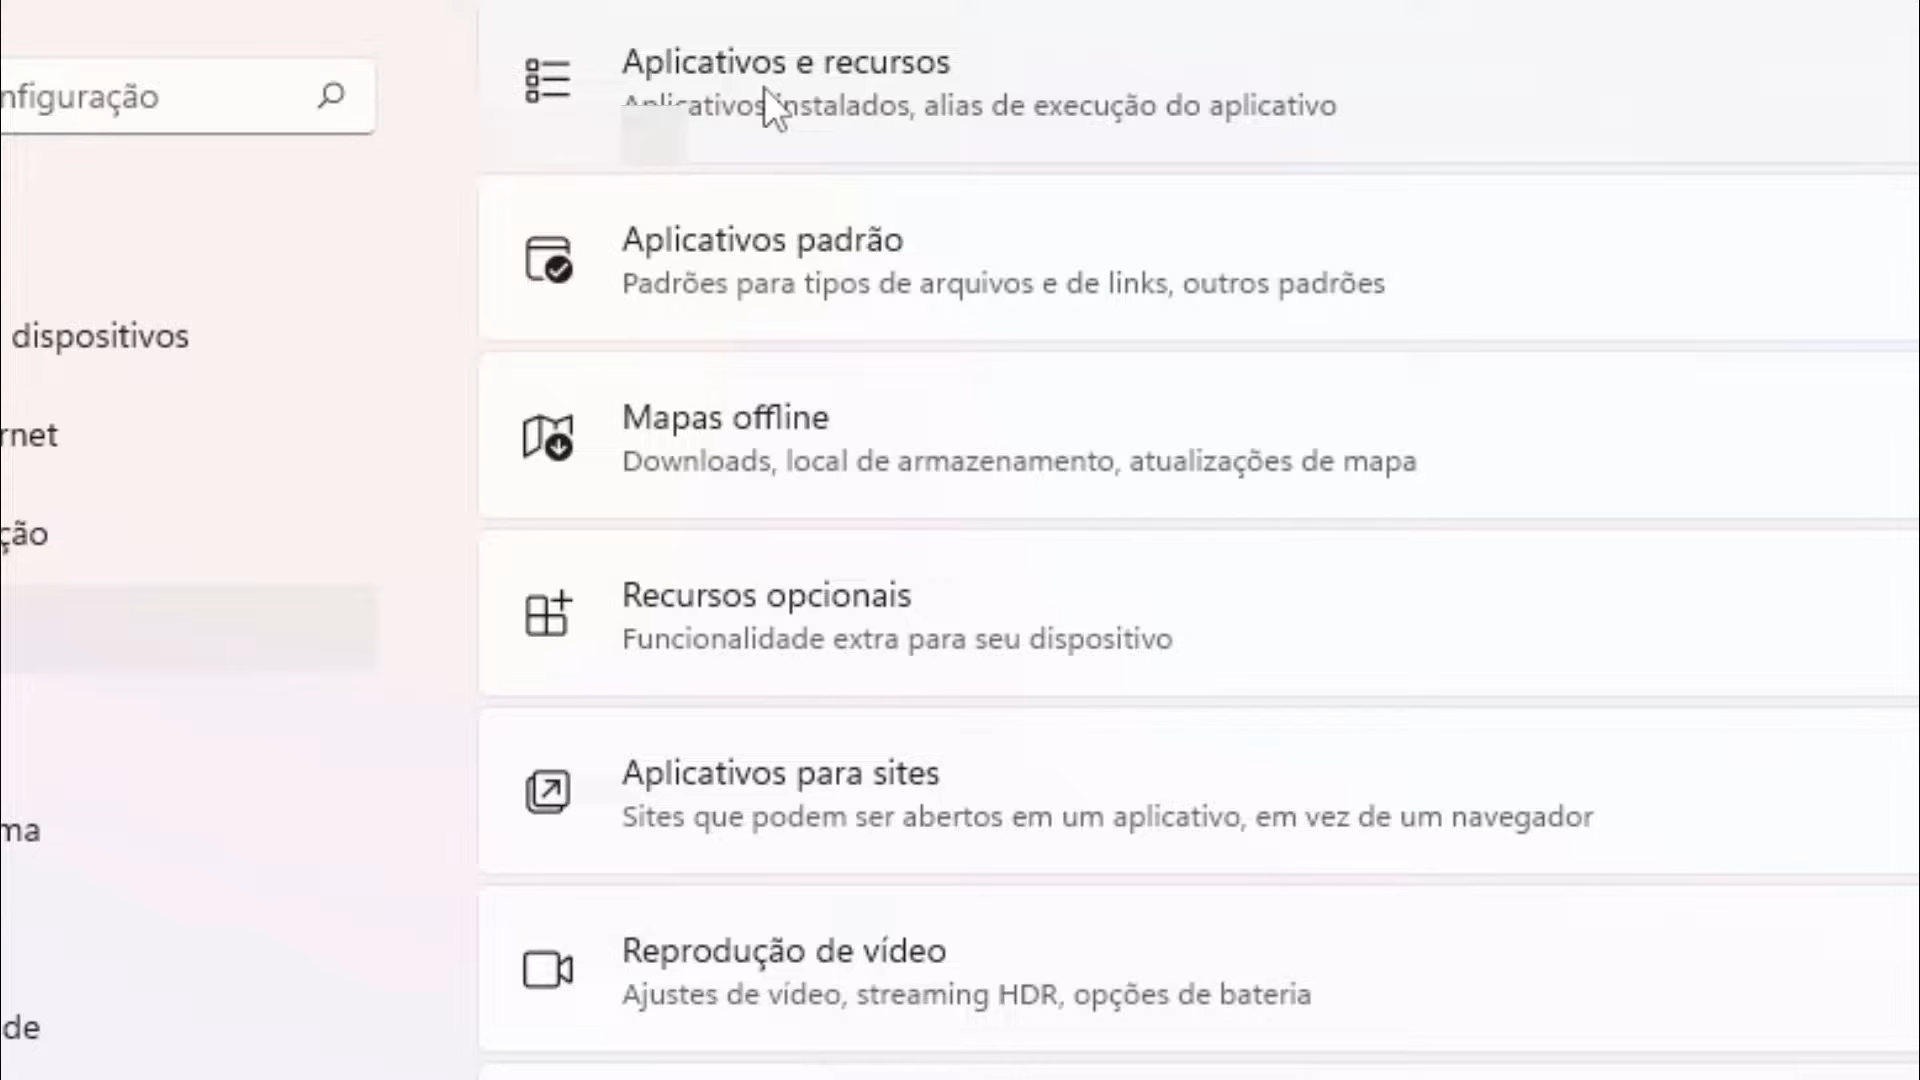 nfiguração
dispositivos
rnet
ção
ma
de
Aplicativos e recursos
Aplicativos instalados, alias de execução do aplicativo
Aplicativos padrão
Padrões para tipos de arquivos e de links, outros padrões
Mapas offline
Downloads, local de armazenamento, atualizações de mapa
Recursos opcionais
Funcionalidade extra para seu dispositivo
Aplicativos para sites
Sites que podem ser abertos em um aplicativo, em vez de um navegador
Reprodução de vídeo
Ajustes de vídeo, streaming HDR, opções de bateria